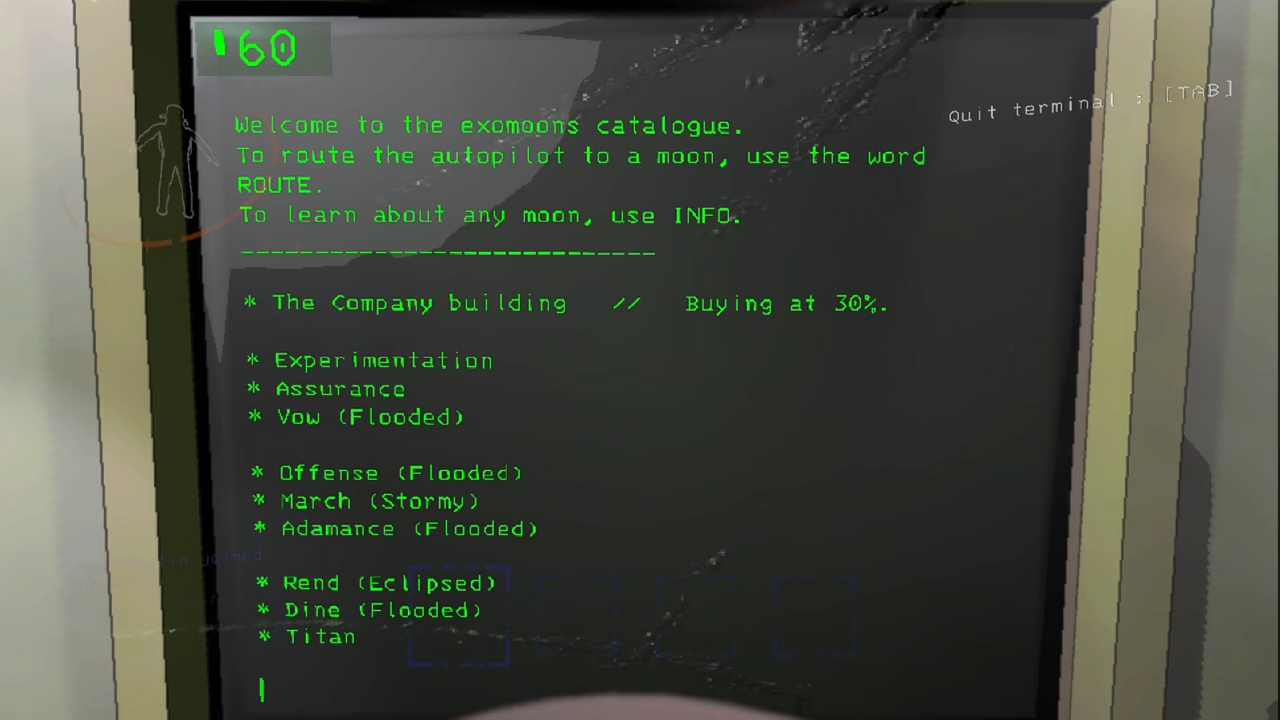 ▮60
Quit terminal : [TAB]
Welcome to the exomoons catalogue.
To route the autopilot to a moon, use the word
ROUTE.
To learn about any moon, use INFO.
----------------------------
* The Company building // Buying at 30%.
* Experimentation
* Assurance
* Vow (Flooded)
* Offense (Flooded)
* March (Stormy)
* Adamance (Flooded)
* Rend (Eclipsed)
* Dine (Flooded)
* Titan